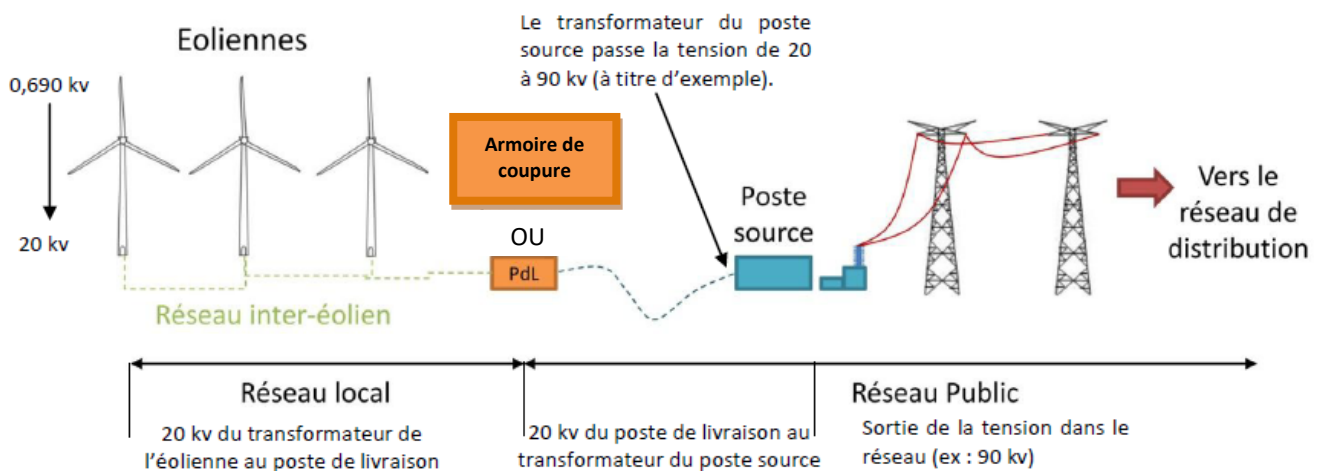 Eoliennes
0,690 kv
20 kv
Réseau inter-éolien
Armoire de
coupure
OU
PdL
Le transformateur du poste
source passe la tension de 20
à 90 kv (à titre d'exemple).
Poste
source
Vers le
réseau de
distribution
Réseau local
20 kv du transformateur de
l'éolienne au poste de livraison
20 kv du poste de livraison au
transformateur du poste source
Réseau Public
Sortie de la tension dans le
réseau (ex : 90 kv)